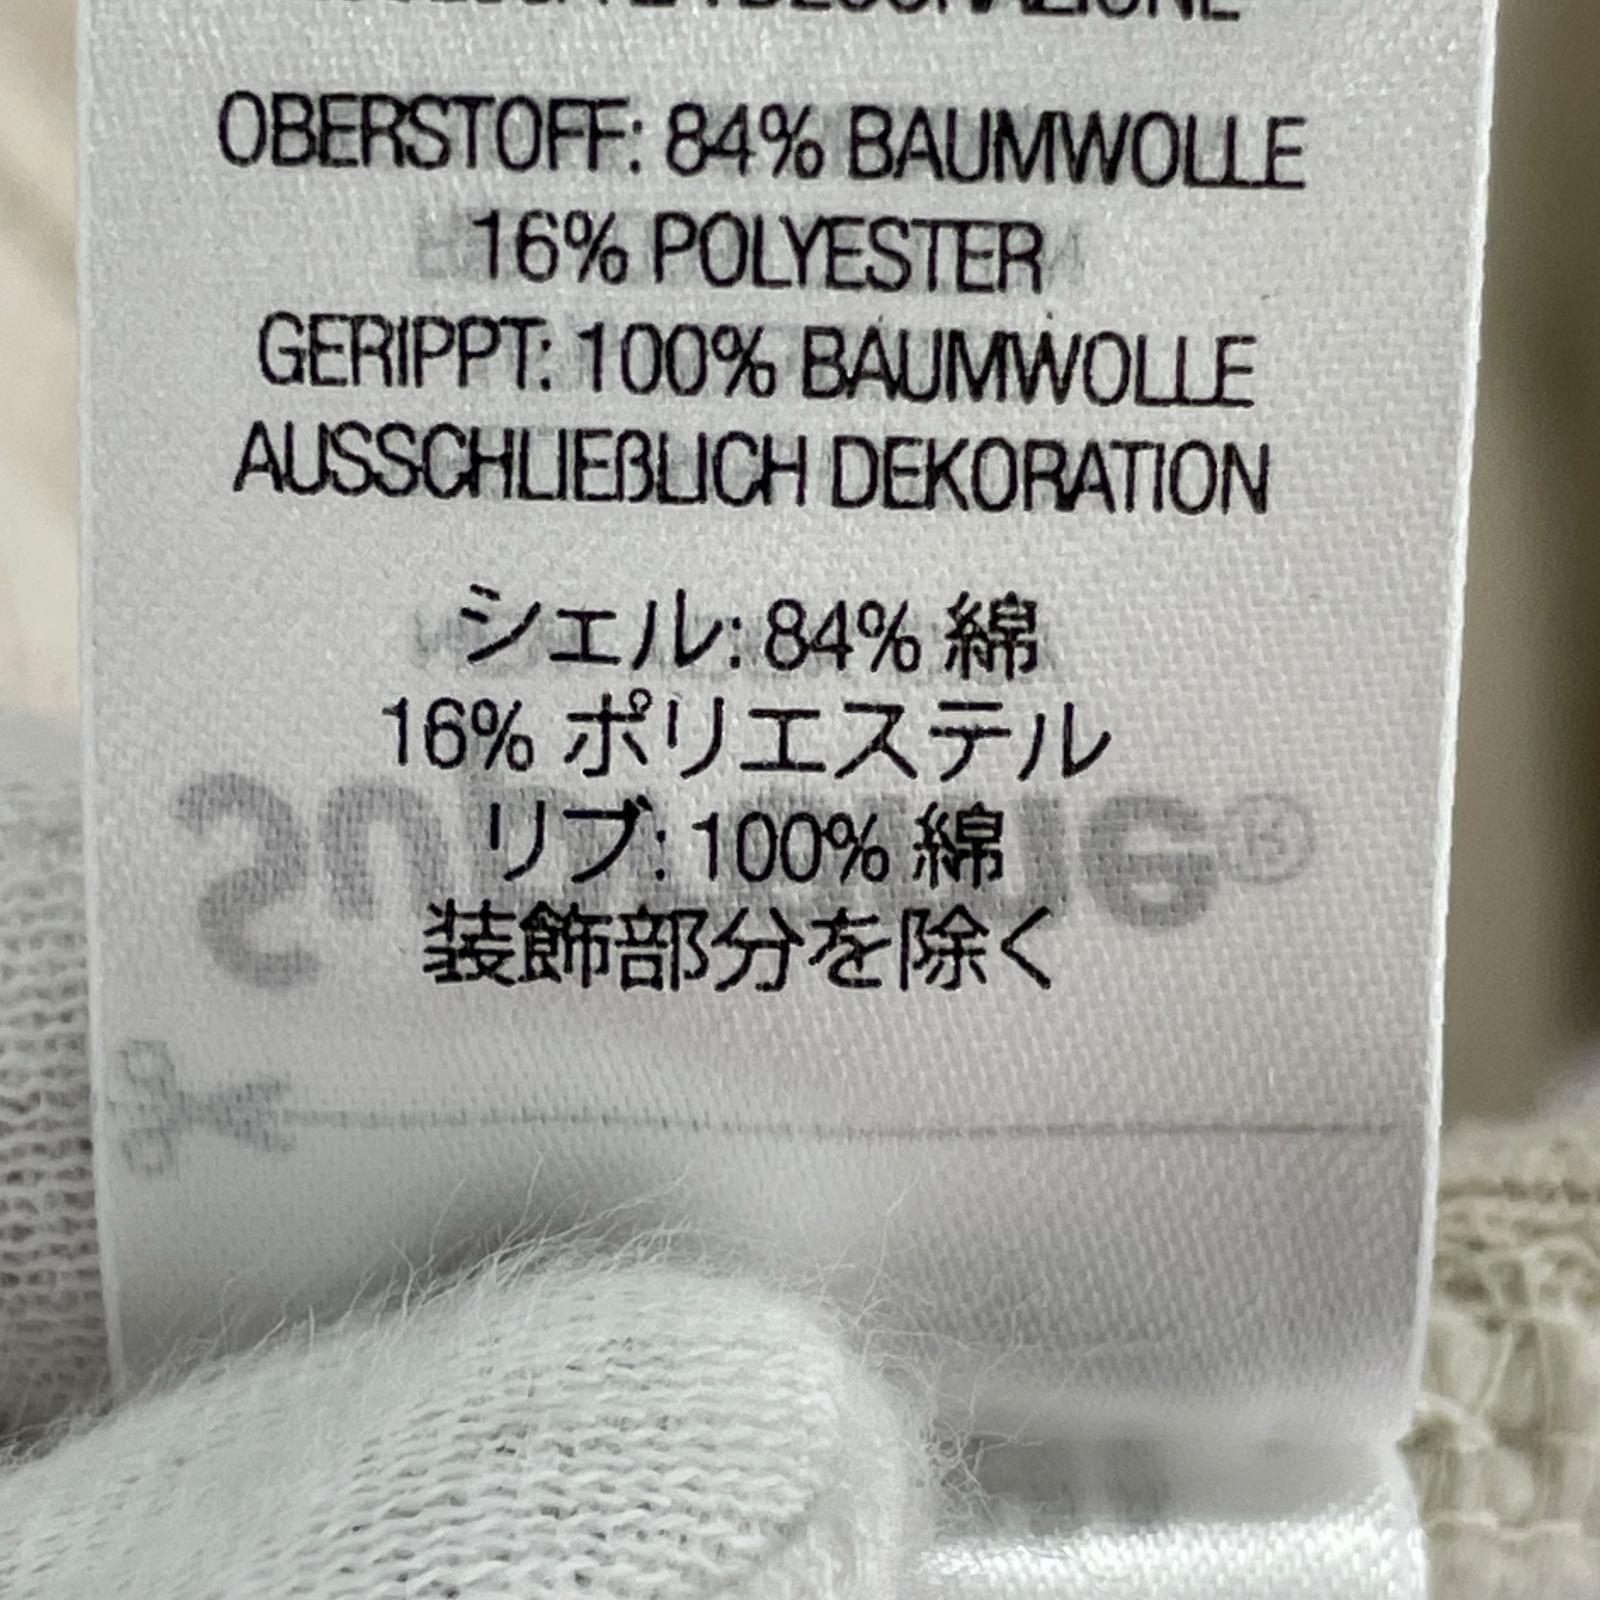 OBERSTOFF: 84% BAUMWOLLE
16% POLYESTER
GERIPPT: 100% BAUMWOLLE
AUSSCHLIEßLICH DEKORATION
シェル: 84% 綿
16% ポリエステル
リブ: 100% 綿
装飾部分を除く